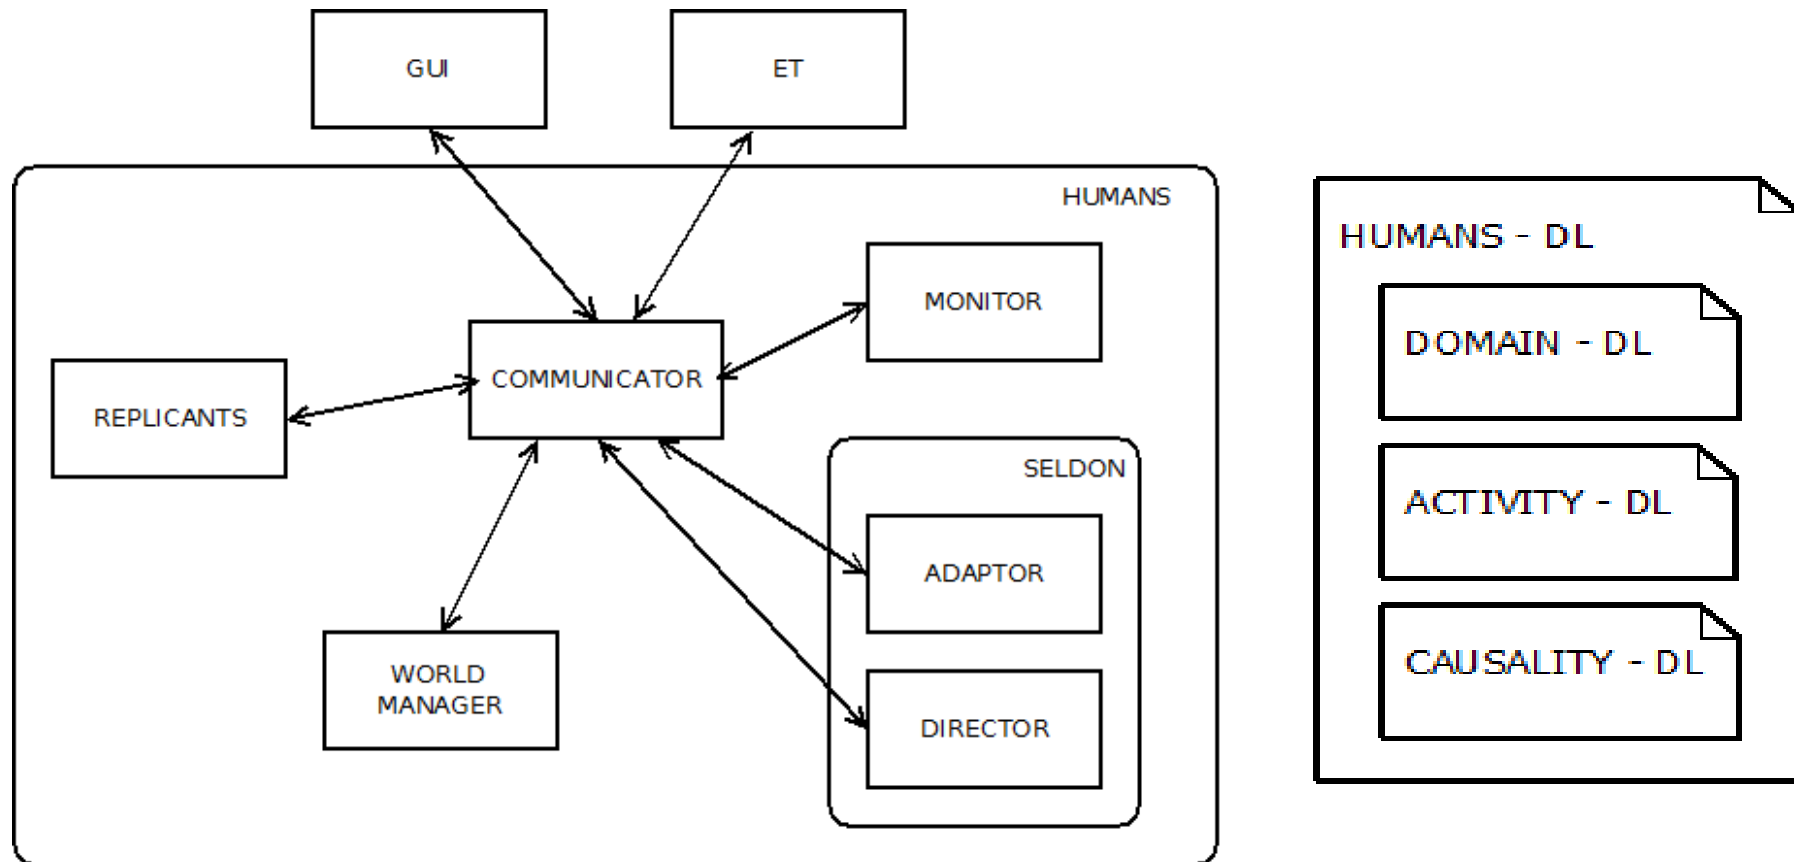 GUI
ET
HUMANS
MONITOR
COMMUNICATOR
REPLICANTS
SELDON
ADAPTOR
WORLD
MANAGER
DIRECTOR
HUMANS - DL
DOMAIN - DL
ACTIVITY - DL
CAUSALITY - DL